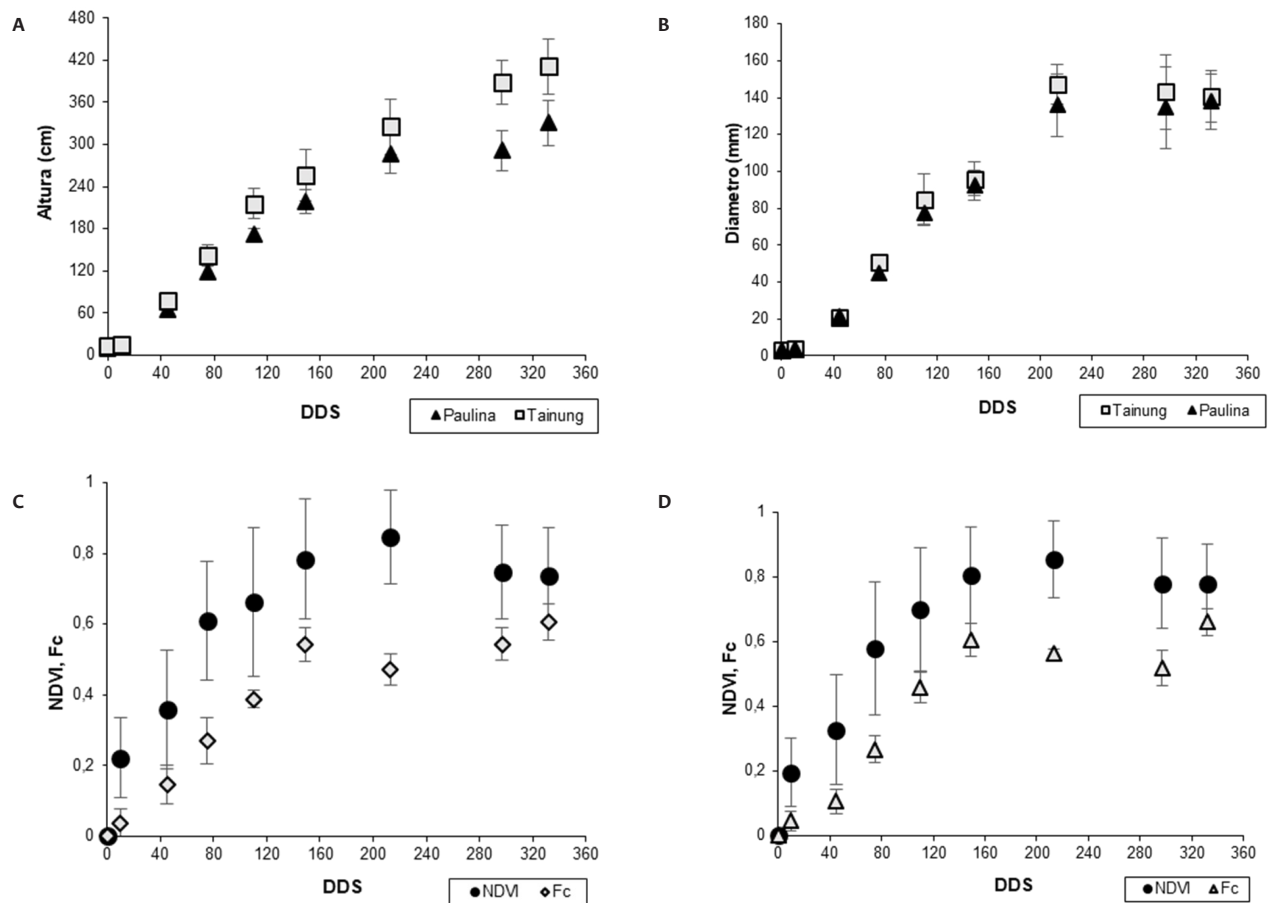 A
480
420
360
300
240
180
120
60
0
Altura (cm)
0 40 80 120 160 200 240 280 320 360
DDS
Paulina Tainung
B
180
160
140
120
100
80
60
40
20
0
Diametro (mm)
0 40 80 120 160 200 240 280 320 360
DDS
Tainung Paulina
C
1
0,8
0,6
0,4
0,2
0
NDVI, Fc
0 40 80 120 160 200 240 280 320 360
DDS
NDVI Fc
D
1
0,8
0,6
0,4
0,2
0
NDVI, Fc
0 40 80 120 160 200 240 280 320 360
DDS
NDVI Fc